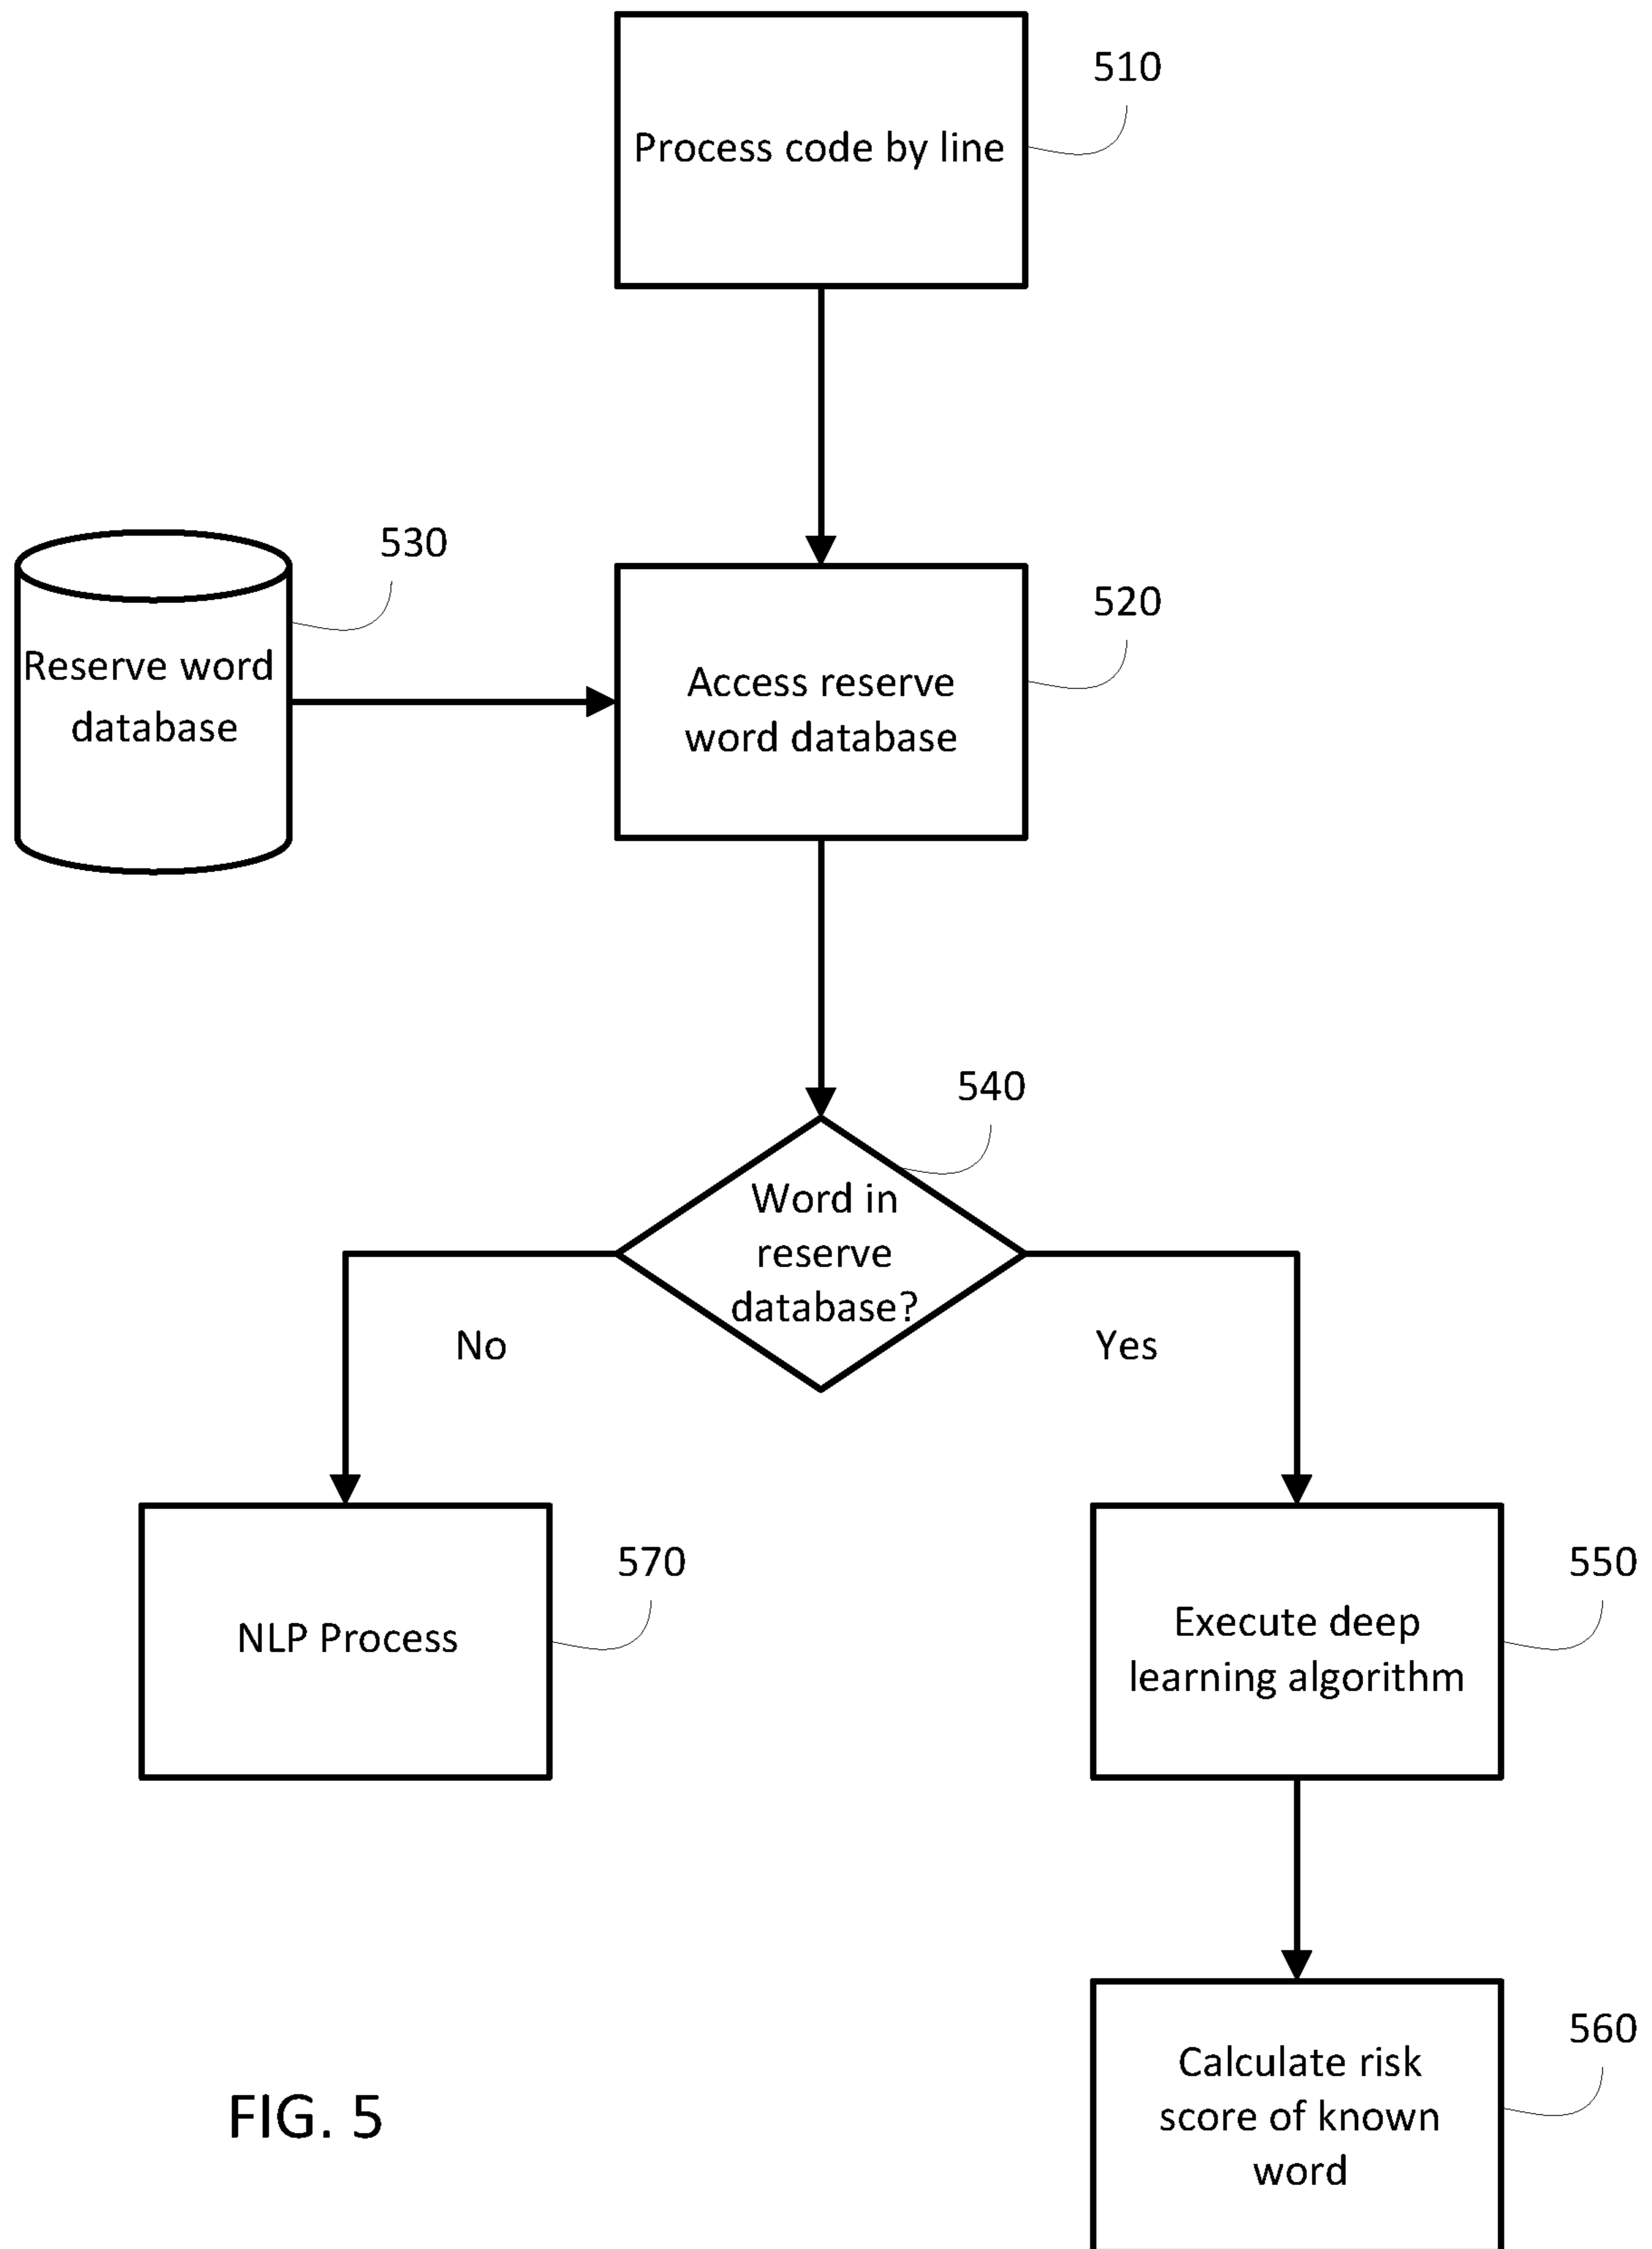 510
Process code by line
530
520
Reserve word
database
Access reserve
word database
540
Word in
reserve
database?
No
Yes
570
550
NLP Process
Execute deep
learning algorithm
560
Calculate risk
score of known
word
FIG. 5